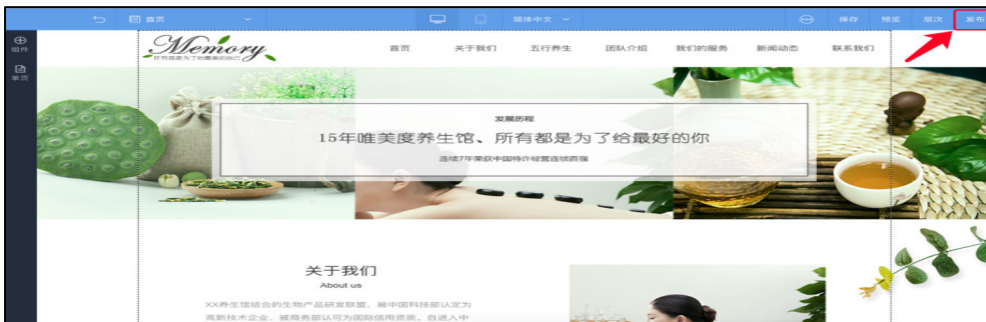 首页 简体中文 保存 预览 层次 发布
组件
单页
Memory
所有都是为了给最美的自己
首页 关于我们 五行养生 团队介绍 我们的服务 新闻动态 联系我们
发展历程
15年唯美度养生馆、所有都是为了给最好的你
连续7年荣获中国特许经营连锁百强
关于我们
About us
XX养生馆结合的生物产品研发联盟，被中国科技部认定为
高新技术企业、被商务部认可为国际信用资质。自进入中